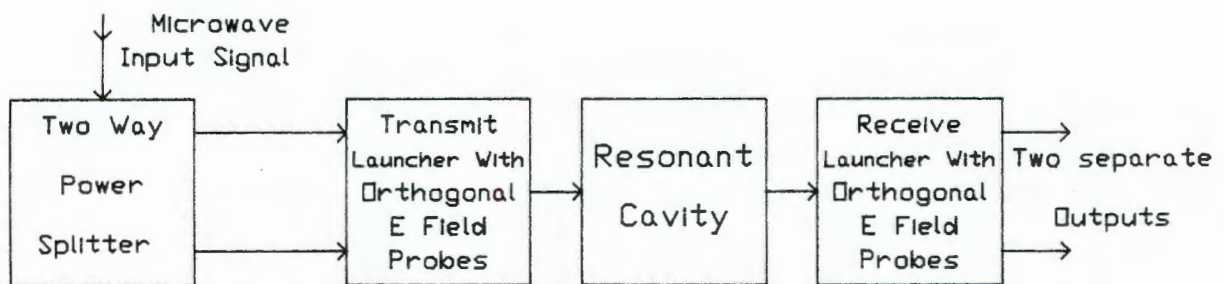 Microwave
Input Signal
Two Way
Power
Splitter
Transmit
Launcher With
Orthogonal
E Field
Probes
Resonant
Cavity
Receive
Launcher With
Orthogonal
E Field
Probes
Two separate
Outputs